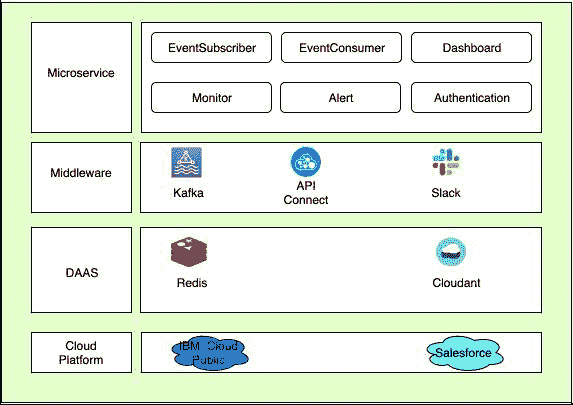 Microservice
EventSubscriber
EventConsumer
Dashboard
Monitor
Alert
Authentication
Middleware
Kafka
API
Connect
Slack
DAAS
Redis
Cloudant
Cloud
Platform
IBM Cloud
Public
Salesforce